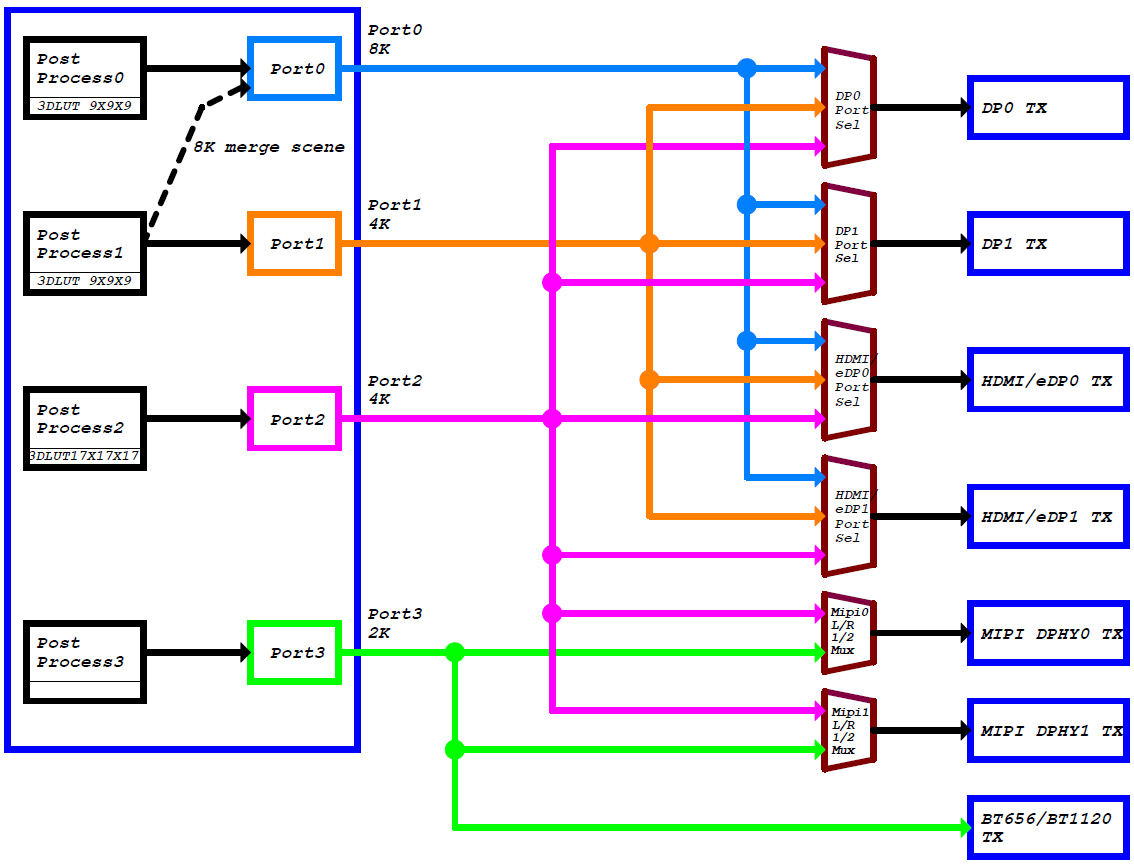 Post
Process0
3DLUT 9X9X9
Port0
Port0
8K
8K merge scene
DP0
Port
Sel
DP0 TX
Post
Process1
3DLUT 9X9X9
Port1
Port1
4K
DP1
Port
Sel
DP1 TX
Post
Process2
3DLUT17X17X17
Port2
Port2
4K
HDMI/
eDP0
Port
Sel
HDMI/eDP0 TX
HDMI/
eDP1
Port
Sel
HDMI/eDP1 TX
Post
Process3
Port3
Port3
2K
Mipi0
L/R
1/2
Mux
MIPI DPHY0 TX
Mipi1
L/R
1/2
Mux
MIPI DPHY1 TX
BT656/BT1120
TX